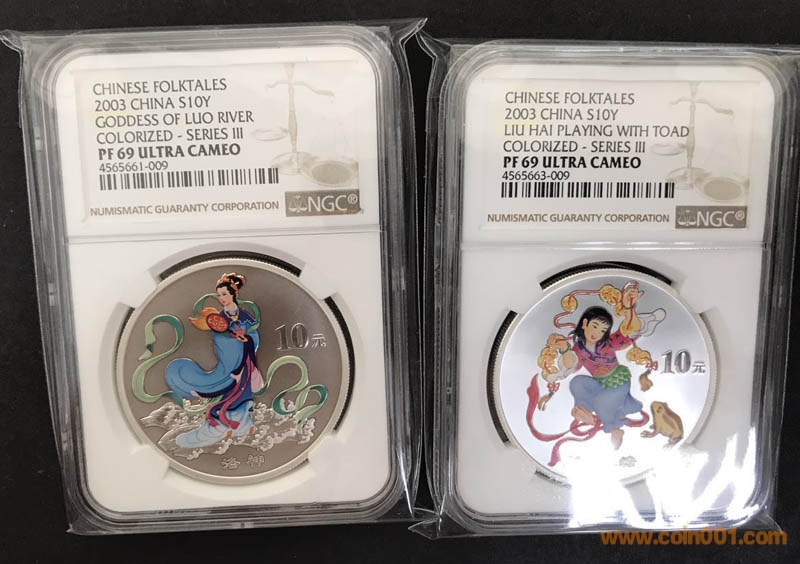 CHINESE FOLKTALES
2003 CHINA S10Y
GODDESS OF LUO RIVER
COLORIZED - SERIES III
PF 69 ULTRA CAMEO
4565661-009
NUMISMATIC GUARANTY CORPORATION
NGC®
10元
洛神
CHINESE FOLKTALES
2003 CHINA S10Y
LIU HAI PLAYING WITH TOAD
COLORIZED - SERIES III
PF 69 ULTRA CAMEO
4565663-009
NUMISMATIC GUARANTY CORPORATION
NGC®
10元
www.coin001.com